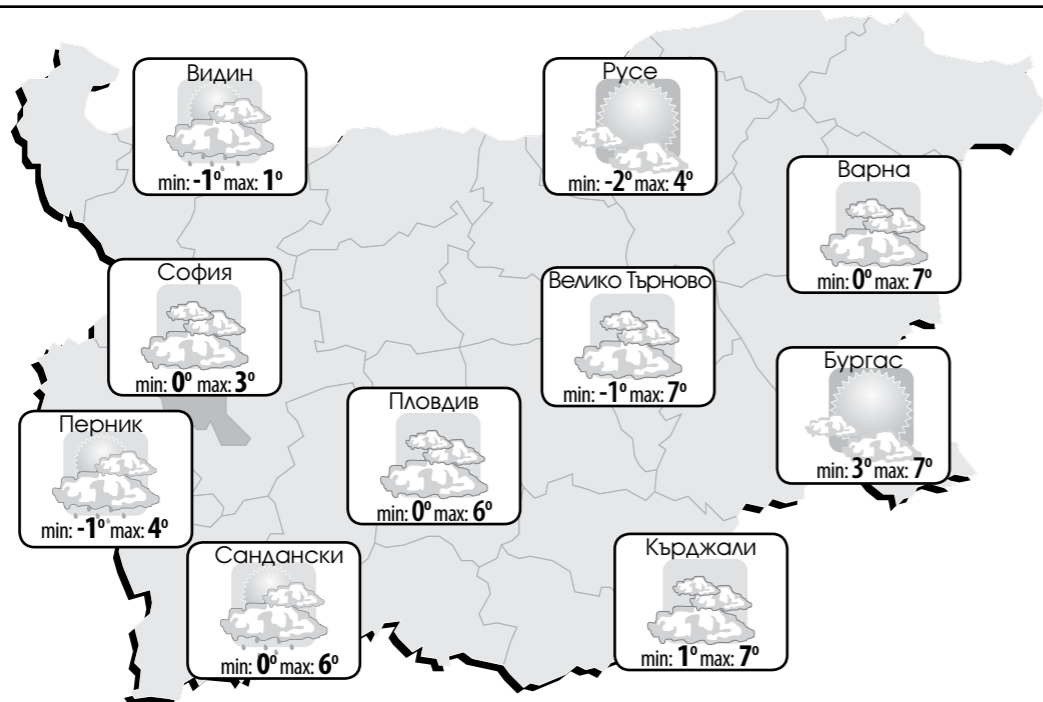 Видин
min: -1° max: 1°
Русе
min: -2° max: 4°
Варна
min: 0° max: 7°
София
min: 0° max: 3°
Велико Търново
min: -1° max: 7°
Бургас
min: 3° max: 7°
Пловдив
min: 0° max: 6°
Перник
min: -1° max: 4°
Сандански
min: 0° max: 6°
Кърджали
min: 1° max: 7°